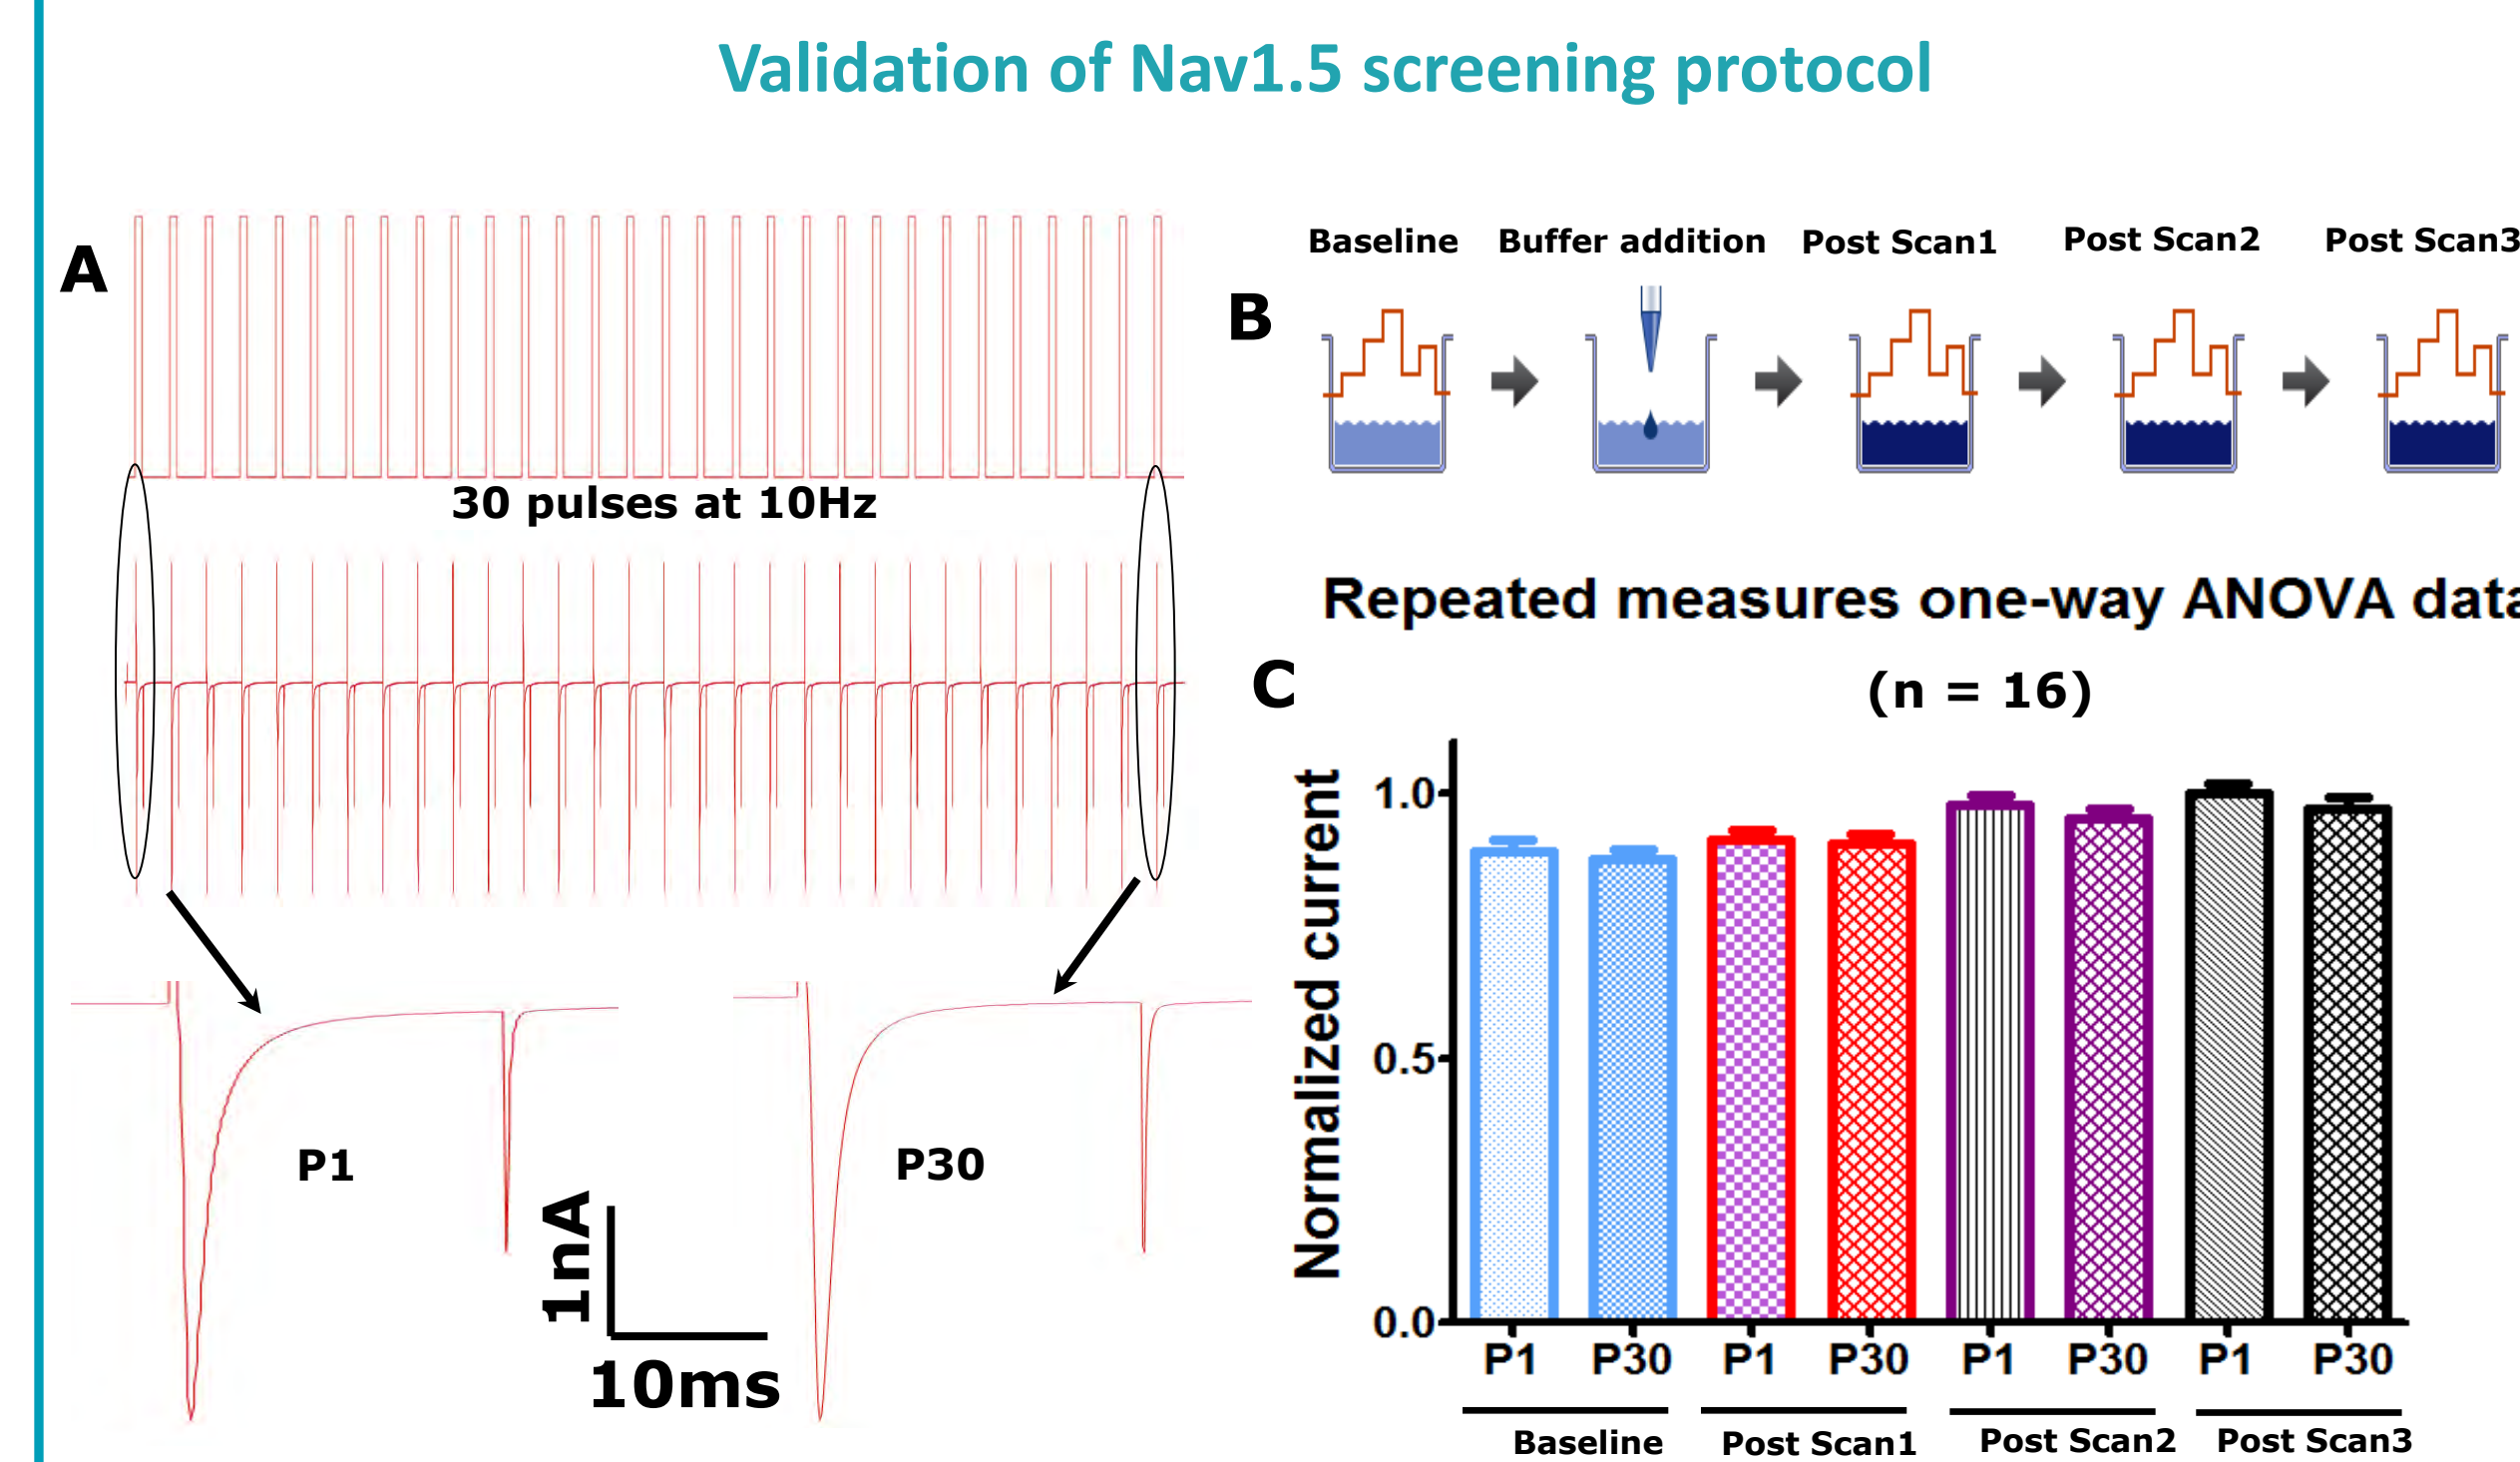 Validation of Nav1.5 screening protocol
A
30 pulses at 10Hz
P1
P30
1nA
10ms
B
Baseline
Buffer addition
Post Scan1
Post Scan2
Post Scan3
Repeated measures one-way ANOVA data
C
(n = 16)
Normalized current
1.0
0.5
0.0
P1 P30 P1 P30 P1 P30 P1 P30
Baseline Post Scan1 Post Scan2 Post Scan3